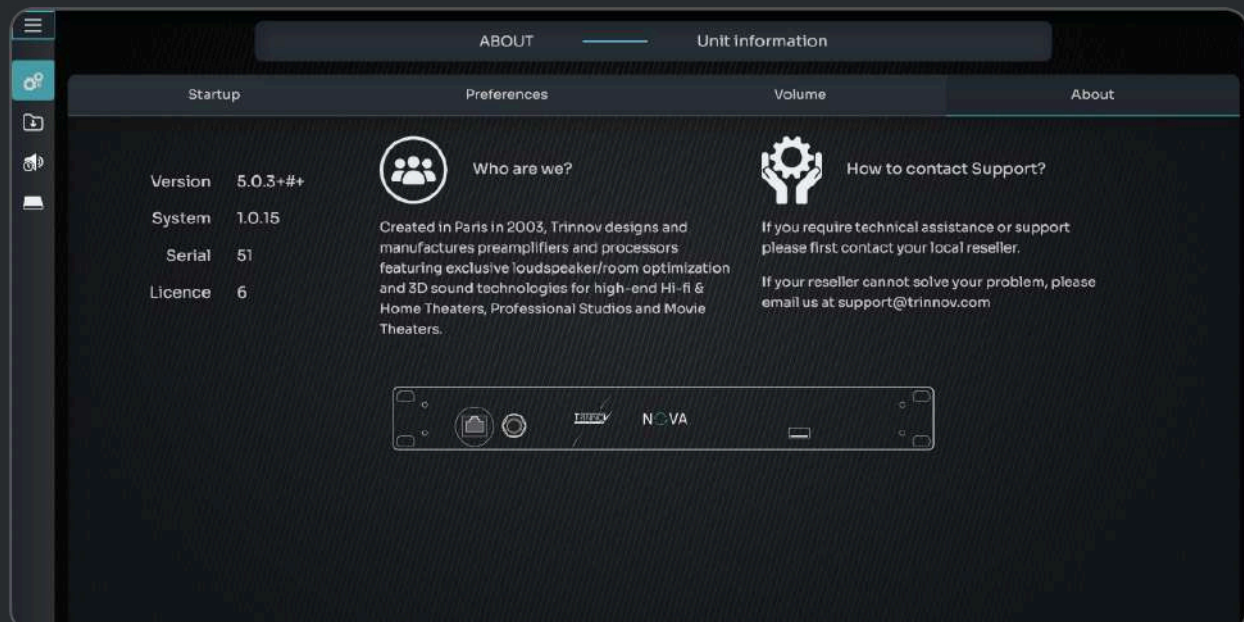 ABOUT Unit information
Startup Preferences Volume About
Version 5.0.3+#+
System 1.0.15
Serial 51
Licence 6
Who are we?
Created in Paris in 2003, Trinnov designs and
manufactures preamplifiers and processors
featuring exclusive loudspeaker/room optimization
and 3D sound technologies for high-end Hi-fi &
Home Theaters, Professional Studios and Movie
Theaters.
How to contact Support?
If you require technical assistance or support
please first contact your local reseller.
If your reseller cannot solve your problem, please
email us at support@trinnov.com
TRINNOV NOVA